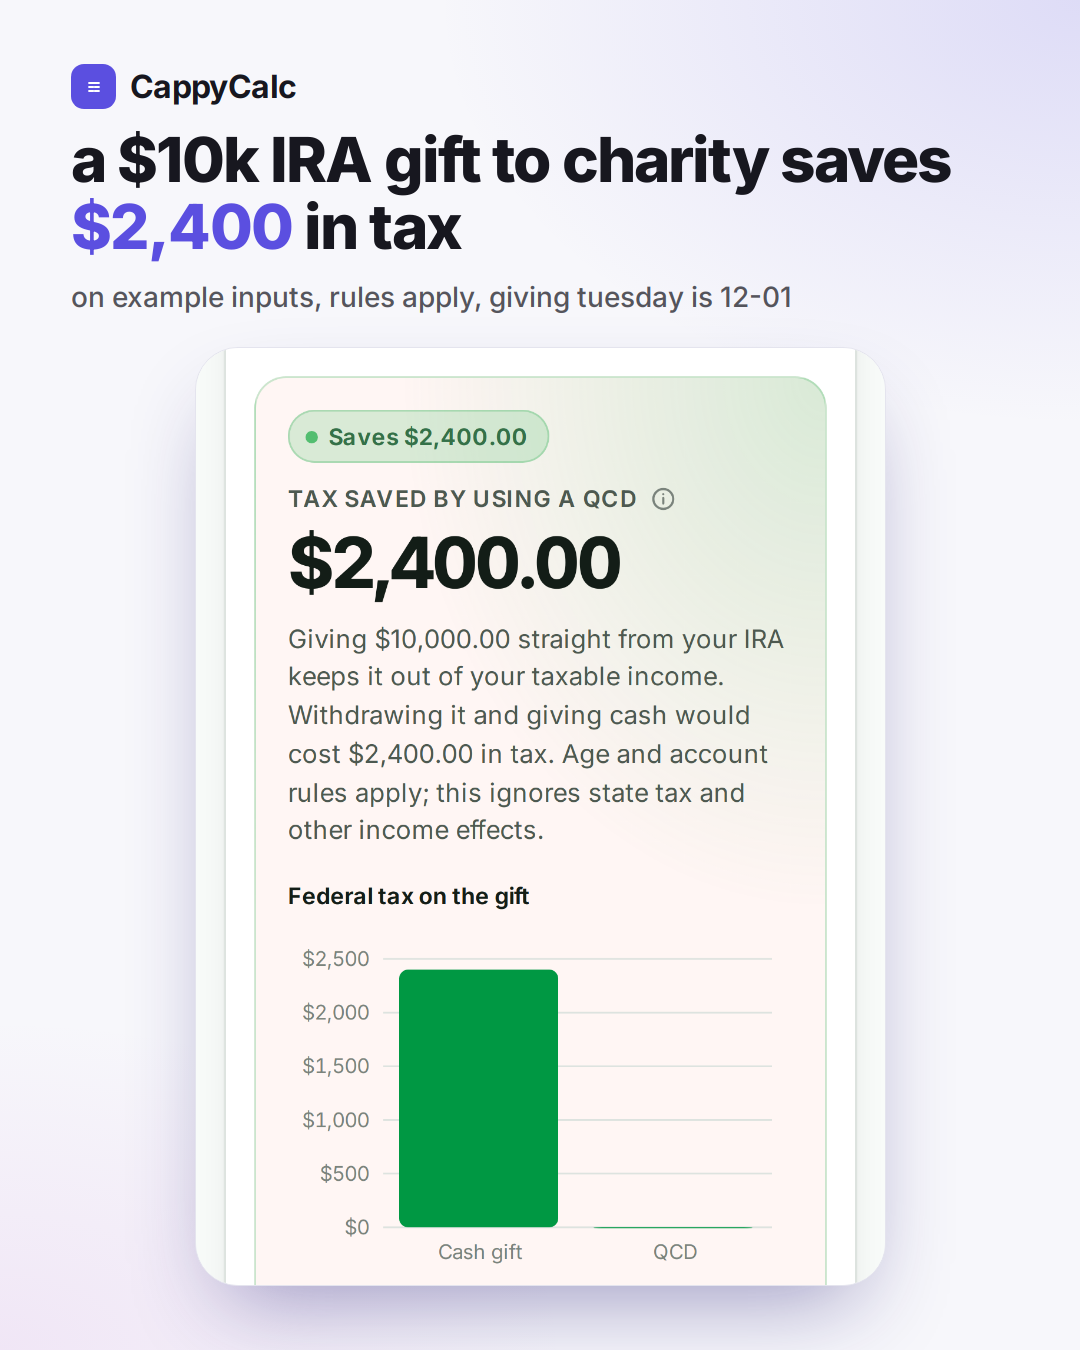 CappyCalc
a $10k IRA gift to charity saves
$2,400 in tax
on example inputs, rules apply, giving tuesday is 12-01
Saves $2,400.00
TAX SAVED BY USING A QCD
$2,400.00
Giving $10,000.00 straight from your IRA
keeps it out of your taxable income.
Withdrawing it and giving cash would
cost $2,400.00 in tax. Age and account
rules apply; this ignores state tax and
other income effects.
Federal tax on the gift
$2,500
$2,000
$1,500
$1,000
$500
$0
Cash gift QCD